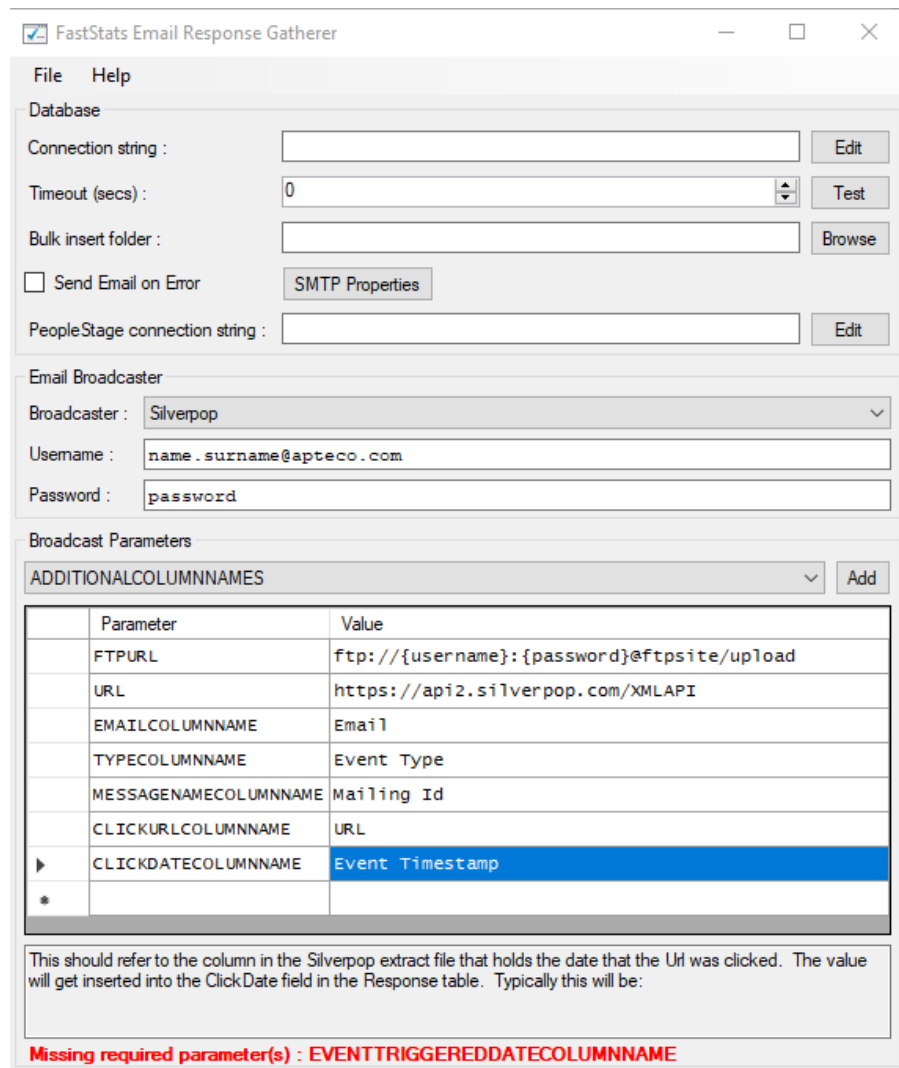 FastStats Email Response Gatherer
File Help
Database
Connection string : Edit
Timeout (secs) : 0 Test
Bulk insert folder : Browse
Send Email on Error SMTP Properties
PeopleStage connection string : Edit
Email Broadcaster
Broadcaster : Silverpop
Username : name.surname@apteco.com
Password : password
Broadcast Parameters
ADDITIONALCOLUMNNAMES Add
Parameter Value
FTPURL ftp://{username}:{password}@ftpsite/upload
URL https://api2.silverpop.com/XMLAPI
EMAILCOLUMNNAME Email
TYPECOLUMNNAME Event Type
MESSAGENAMECOLUMNNAME Mailing Id
CLICKURLCOLUMNNAME URL
CLICKDATECOLUMNNAME Event Timestamp
This should refer to the column in the Silverpop extract file that holds the date that the Url was clicked. The value
will get inserted into the ClickDate field in the Response table. Typically this will be:
Missing required parameter(s) : EVENTTRIGGEREDDATECOLUMNNAME